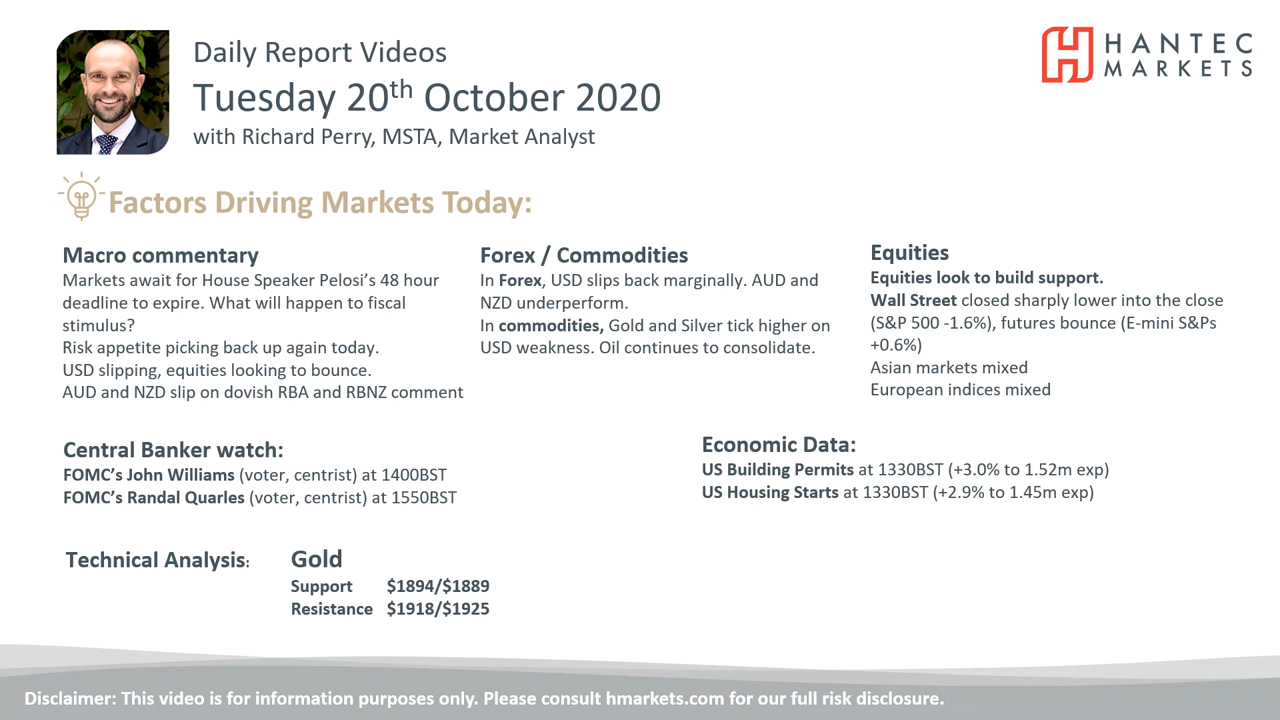 Daily Report Videos
Tuesday 20th October 2020
with Richard Perry, MSTA, Market Analyst
HANTEC
MARKETS
Factors Driving Markets Today:
Macro commentary
Markets await for House Speaker Pelosi's 48 hour
deadline to expire. What will happen to fiscal
stimulus?
Risk appetite picking back up again today.
USD slipping, equities looking to bounce.
AUD and NZD slip on dovish RBA and RBNZ comment
Forex / Commodities
In Forex, USD slips back marginally. AUD and
NZD underperform.
In commodities, Gold and Silver tick higher on
USD weakness. Oil continues to consolidate.
Equities
Equities look to build support.
Wall Street closed sharply lower into the close
(S&P 500 -1.6%), futures bounce (E-mini S&Ps
+0.6%)
Asian markets mixed
European indices mixed
Central Banker watch:
FOMC's John Williams (voter, centrist) at 1400BST
FOMC's Randal Quarles (voter, centrist) at 1550BST
Economic Data:
US Building Permits at 1330BST (+3.0% to 1.52m exp)
US Housing Starts at 1330BST (+2.9% to 1.45m exp)
Technical Analysis: Gold
Support $1894/$1889
Resistance $1918/$1925
Disclaimer: This video is for information purposes only. Please consult hmarkets.com for our full risk disclosure.